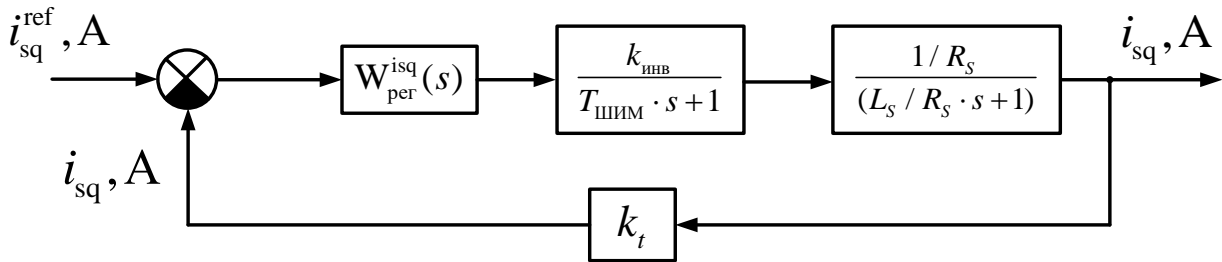 i_sq^ref, A
W_рег^isq(s)
k_инв / (T_ШИМ · s + 1)
1 / R_S / (L_S / R_S · s + 1)
i_sq, A
i_sq, A
k_t